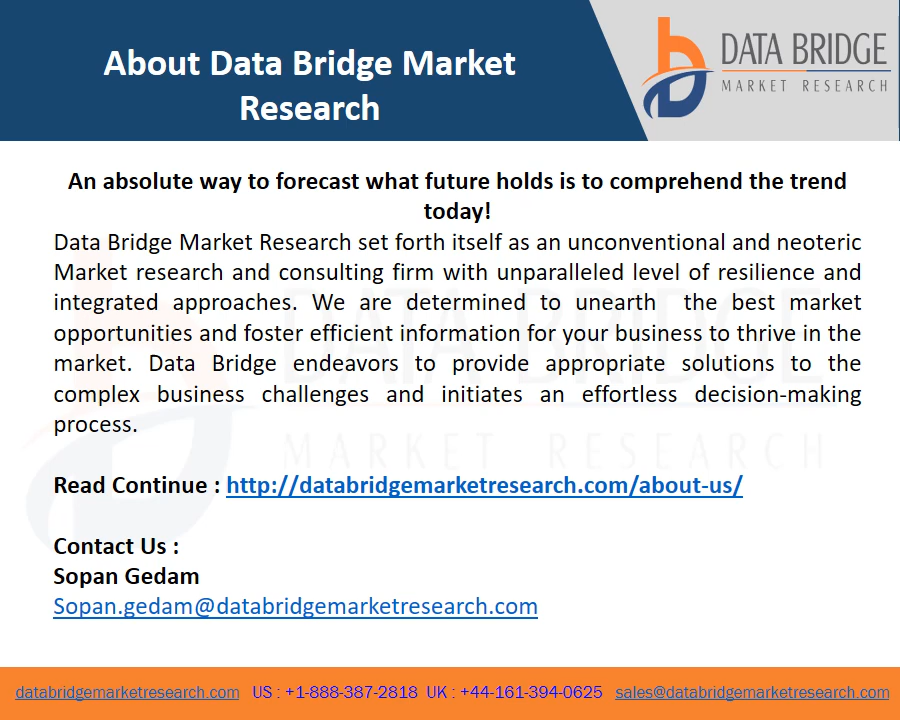 About Data Bridge Market
Research
DATA BRIDGE
MARKET RESEARCH
An absolute way to forecast what future holds is to comprehend the trend
today!
Data Bridge Market Research set forth itself as an unconventional and neoteric
Market research and consulting firm with unparalleled level of resilience and
integrated approaches. We are determined to unearth the best market
opportunities and foster efficient information for your business to thrive in the
market. Data Bridge endeavors to provide appropriate solutions to the
complex business challenges and initiates an effortless decision-making
process.
DATA BRIDGE
MARKET RESEARCH
Read Continue : http://databridgemarketresearch.com/about-us/
Contact Us :
Sopan Gedam
Sopan.gedam@databridgemarketresearch.com
databridgemarketresearch.com US : +1-888-387-2818 UK : +44-161-394-0625 sales@databridgemarketresearch.com